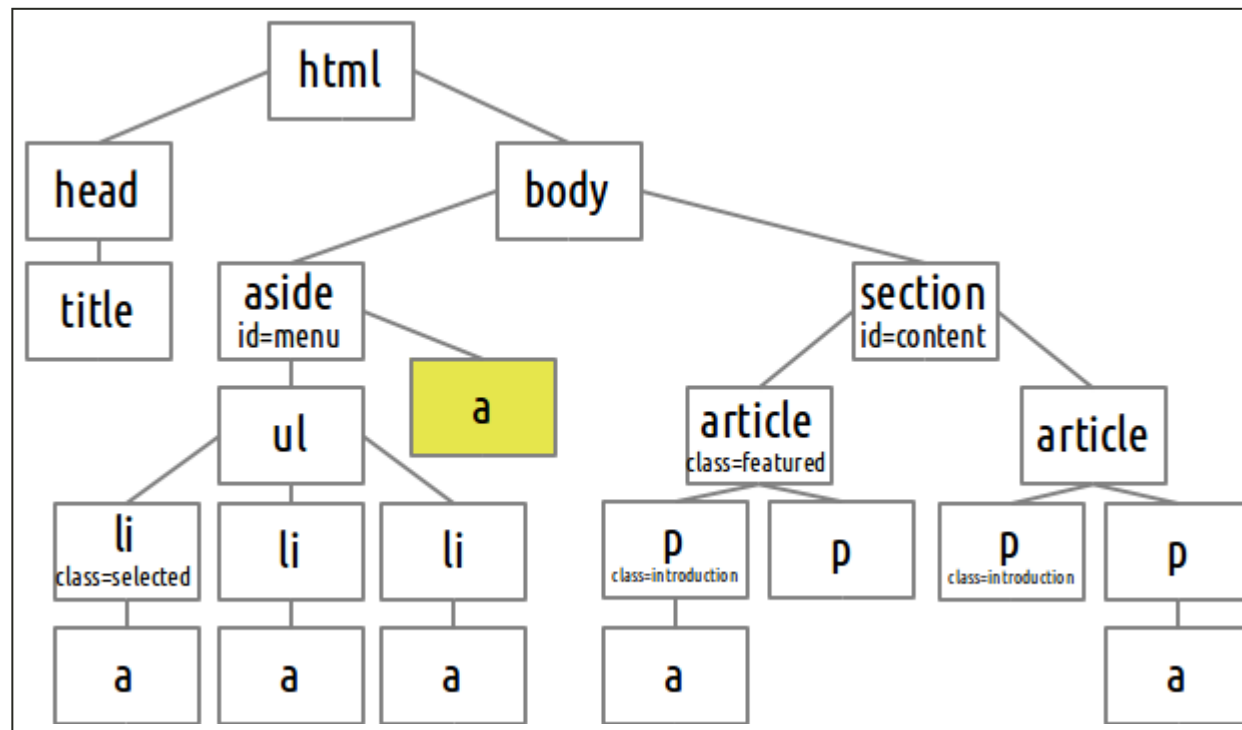 html
head
body
title
aside
id=menu
section
id=content
a
ul
article
class=featured
article
li
class=selected
li
li
p
class=introduction
p
p
class=introduction
p
a
a
a
a
a